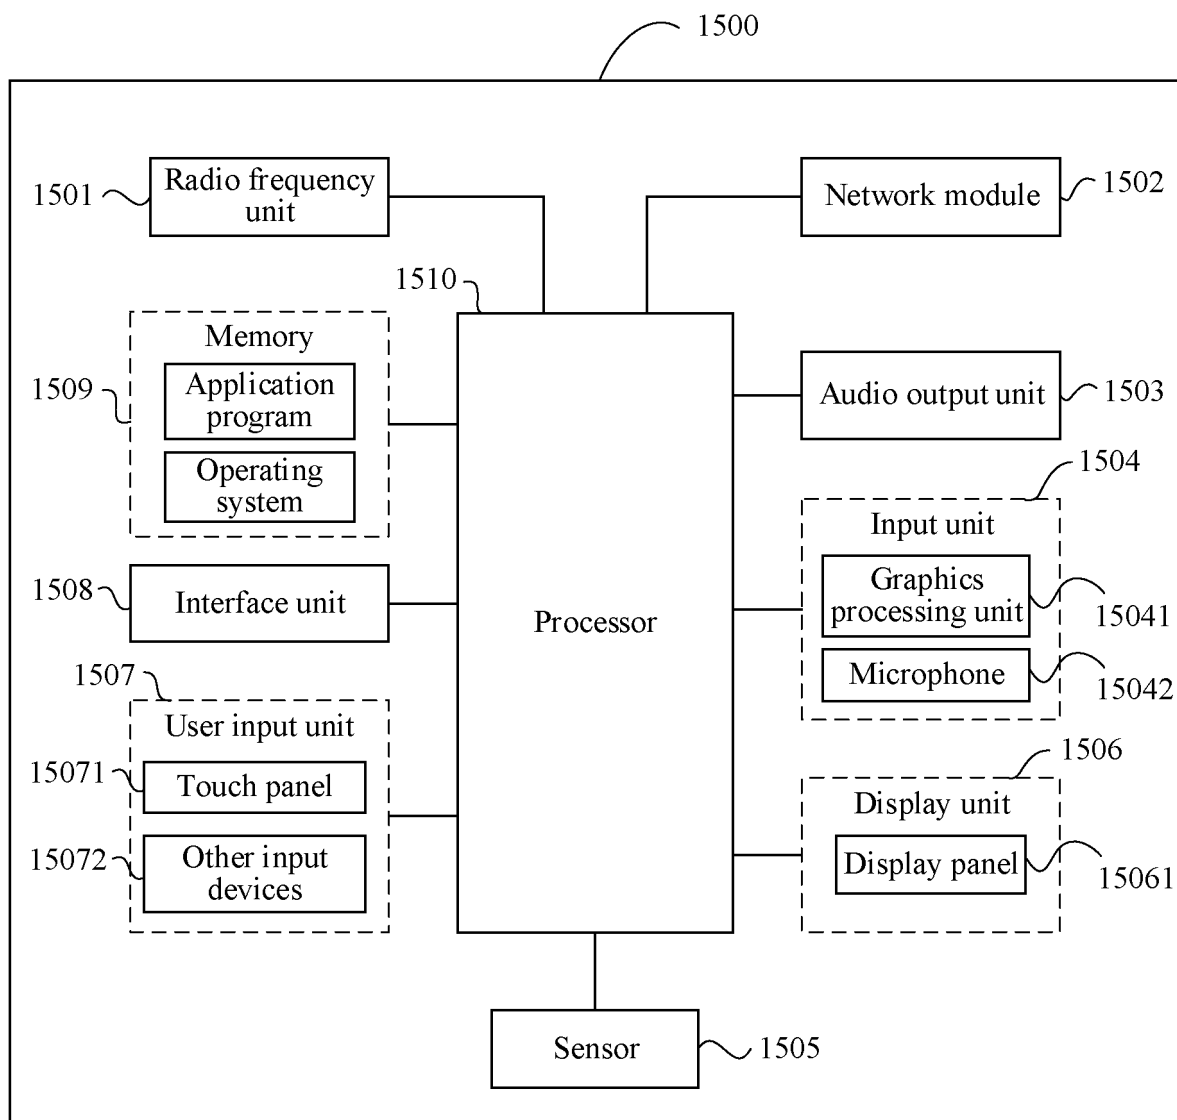 1500
1501
Radio frequency
unit
Network module
1502
1510
Memory
Application
program
Operating
system
1509
Audio output unit
1503
1504
Input unit
Graphics
processing unit
15041
Microphone
15042
1508
Interface unit
Processor
1507
User input unit
15071
Touch panel
15072
Other input
devices
1506
Display unit
Display panel
15061
Sensor
1505